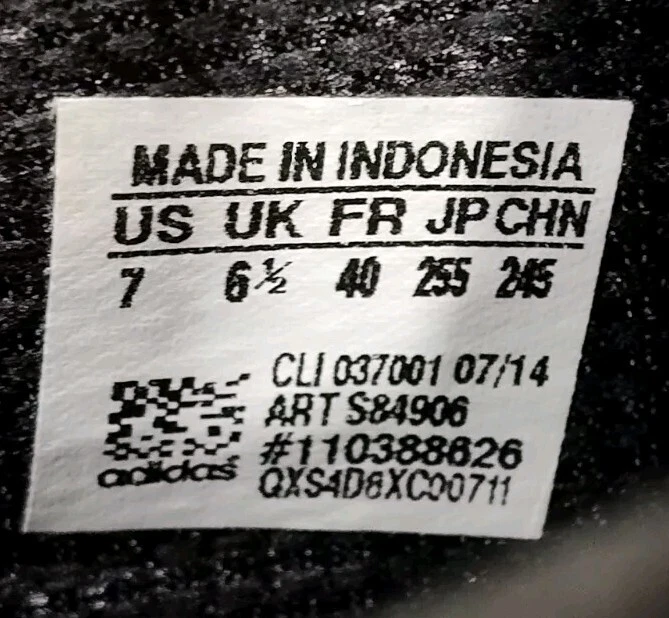 MADE IN INDONESIA
US UK FR JP CHN
7 6½ 40 255 245
CLI 037001 07/14
ART S84906
#110388626
QXS4D8XC00711
adidas